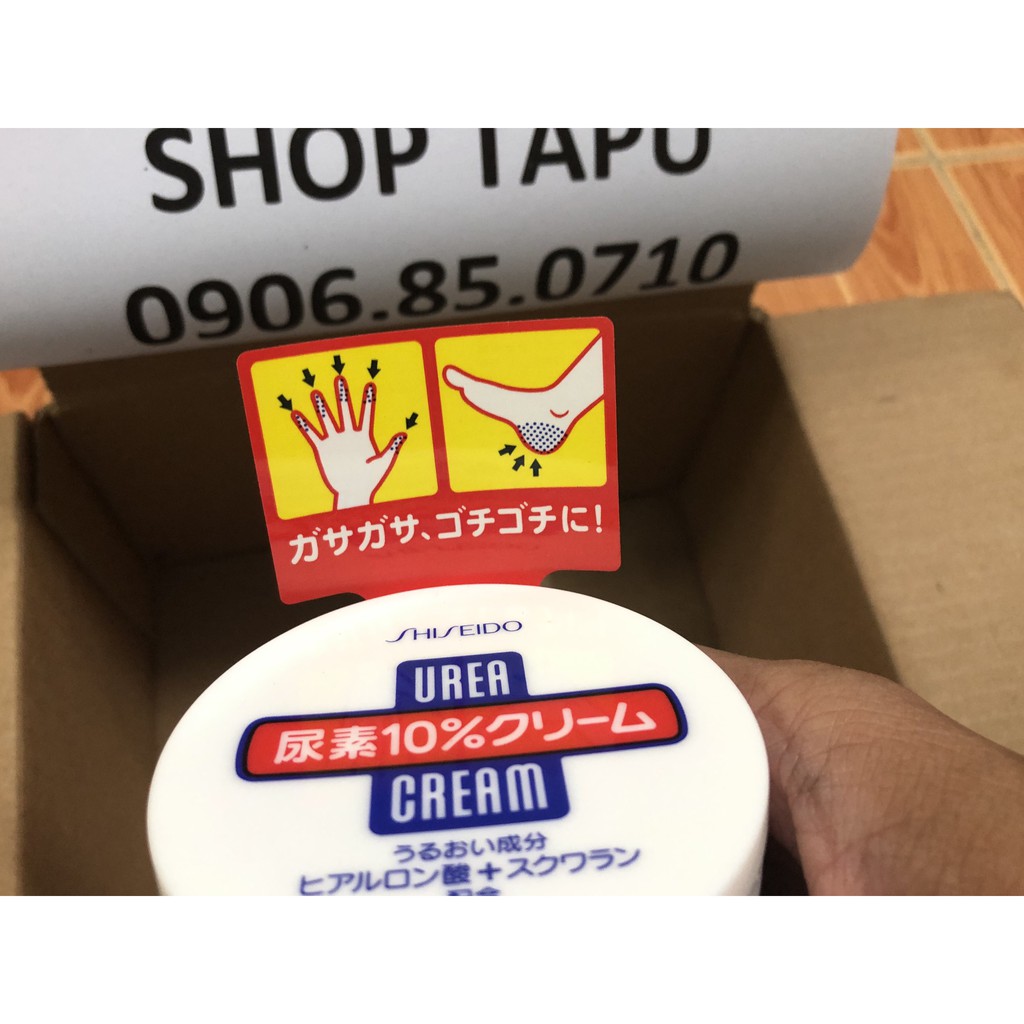 SHOP TAPU
0906.85.0710
ガサガサ、ゴチゴチに!
SHISEIDO
UREA
尿素10%クリーム
CREAM
うるおい成分
ヒアルロン酸+スクワラン
配合